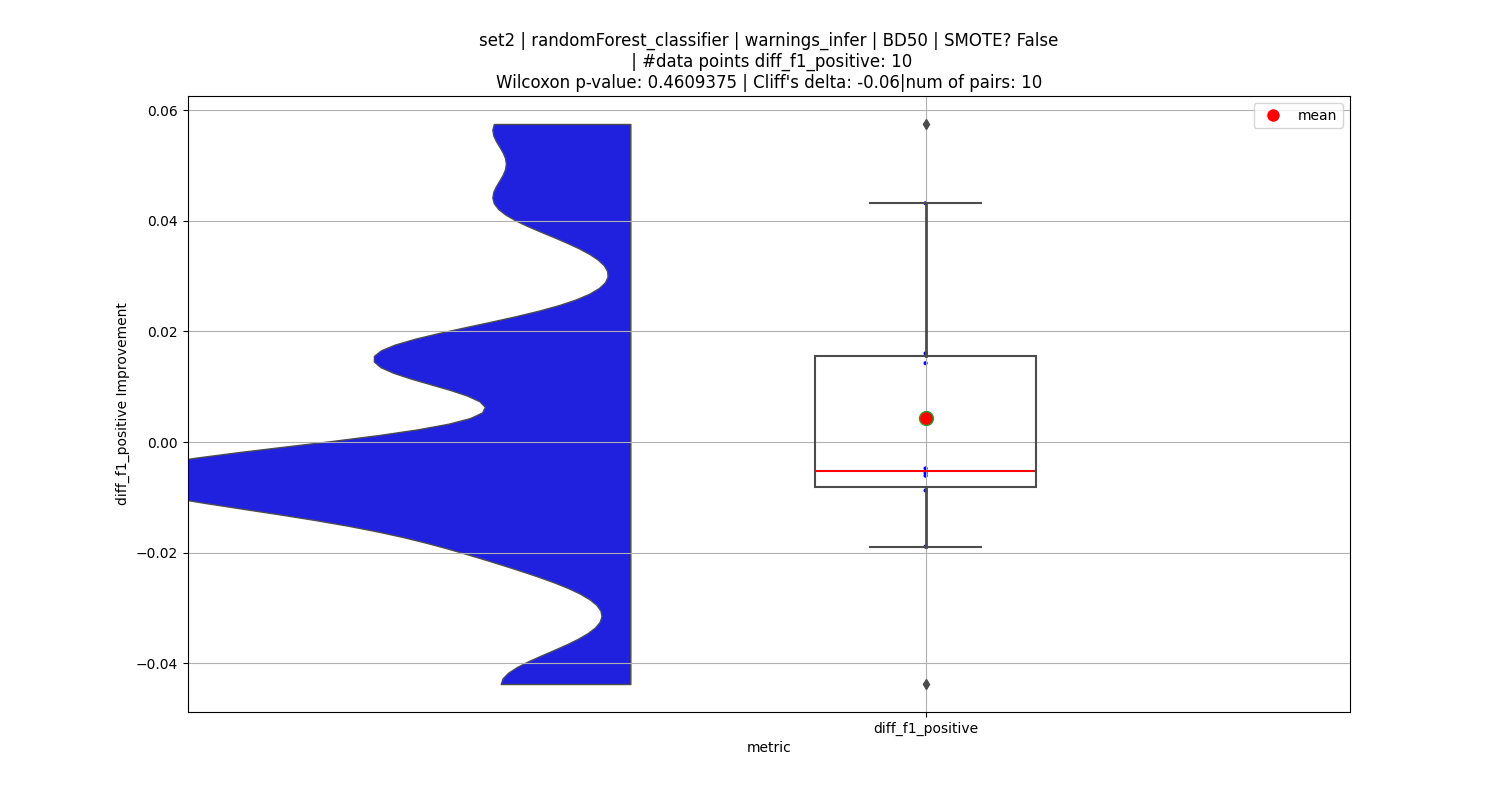 set2 | randomForest_classifier | warnings_infer | BD50 | SMOTE? False
| #data points diff_f1_positive: 10
Wilcoxon p-value: 0.4609375 | Cliff's delta: -0.06|num of pairs: 10
mean
0.06
0.04
0.02
0.00
−0.02
−0.04
diff_f1_positive Improvement
diff_f1_positive
metric